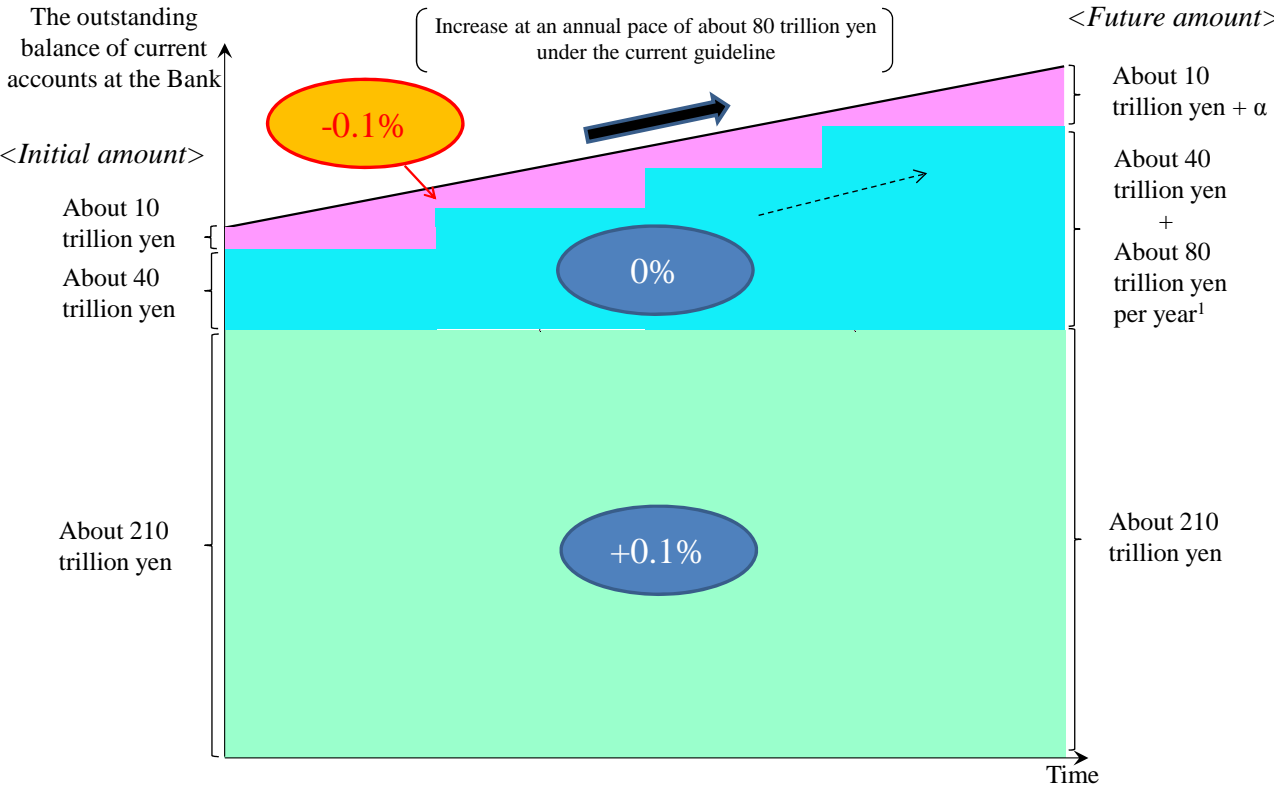 The outstanding
balance of current
accounts at the Bank
Increase at an annual pace of about 80 trillion yen
under the current guideline
<Future amount>
About 10
trillion yen + α
-0.1%
<Initial amount>
About 10
trillion yen
About 40
trillion yen
0%
About 40
trillion yen
+
About 80
trillion yen
per year¹
About 210
trillion yen
+0.1%
About 210
trillion yen
Time